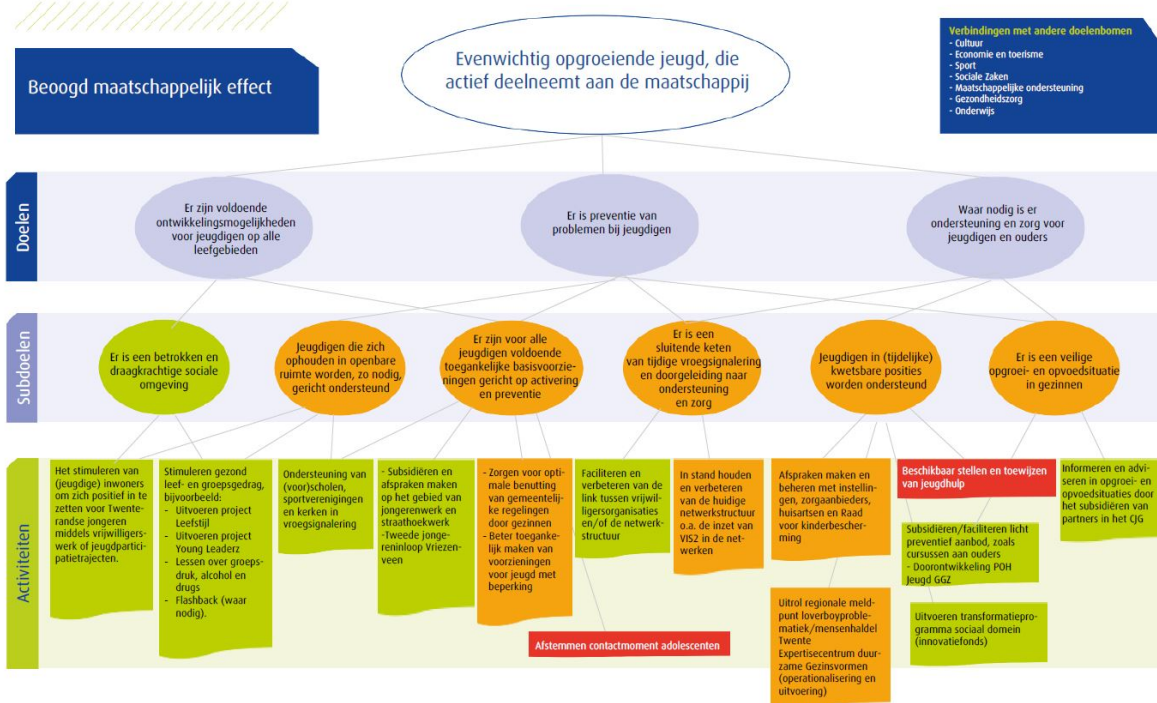 Beoogd maatschappelijk effect
Evenwichtig opgroeiende jeugd, die
actief deelneemt aan de maatschappij
Verbindingen met andere doelenbomen
- Cultuur
- Economie en toerisme
- Sport
- Sociale Zaken
- Maatschappelijke ondersteuning
- Gezondheidszorg
- Onderwijs
Doelen
Er zijn voldoende
ontwikkelingsmogelijkheden
voor jeugdigen op alle
leefgebieden
Er is preventie van
problemen bij jeugdigen
Waar nodig is er
ondersteuning en zorg voor
jeugdigen en ouders
Subdoelen
Er is een betrokken en
draagkrachtige sociale
omgeving
Jeugdigen die zich
ophouden in openbare
ruimte worden, zo nodig,
gericht ondersteund
Er zijn voor alle
jeugdigen voldoende
toegankelijke basisvoorzie-
ningen gericht op activering
en preventie
Er is een
sluitende keten
van tijdige vroegsignalering
en doorgeleiding naar
ondersteuning
en zorg
Jeugdigen in (tijdelijke)
kwetsbare posities
worden ondersteund
Er is een veilige
opgroei- en opvoedsituatie
in gezinnen
Activiteiten
Het stimuleren van
(jeugdige) inwoners
om zich positief in te
zetten voor Twente-
randse jongeren
middels vrijwilligers-
werk of jeugdpartici-
patietrajecten.
Stimuleren gezond
leef- en groepsgedrag,
bijvoorbeeld:
- Uitvoeren project
Leefstijl
- Uitvoeren project
Young Leaderz
- Lessen over groeps-
druk, alcohol en
drugs
- Flashback (waar
nodig).
Ondersteuning van
(voor)scholen,
sportverenigingen
en kerken in
vroegsignalering
- Subsidiëren en
afspraken maken
op het gebied van
jongerenwerk en
straathoekwerk
-Tweede jonge-
reninloop Vriezen-
veen
- Zorgen voor opti-
male benutting
van gemeentelij-
ke regelingen
door gezinnen
- Beter toeganke-
lijk maken van
voorzieningen
voor jeugd met
beperking
Afstemmen contactmoment adolescenten
Faciliteren en
verbeteren van de
link tussen vrijwil-
ligersorganisaties
en/of de netwerk-
structuur
In stand houden
en verbeteren
van de huidige
netwerkstructuur
o.a. de inzet van
VIS2 in de net-
werken
Afspraken maken en
beheren met instellin-
gen, zorgaanbieders,
huisartsen en Raad
voor kinderbescher-
ming
Uitrol regionale meld-
punt loverboyproble-
matiek/mensenhaldel
Twente
Expertisecentrum duur-
zame Gezinsvormen
(operationalisering en
uitvoering)
Beschikbaar stellen en toewijzen
van jeugdhulp
Subsidiëren/faciliteren licht
preventief aanbod, zoals
cursussen aan ouders
- Doorontwikkeling POH
Jeugd GGZ
Uitvoeren transformatiepro-
gramma sociaal domein
(innovatiefonds)
Informeren en advi-
seren in opgroei- en
opvoedsituaties door
het subsidiëren van
partners in het CJG